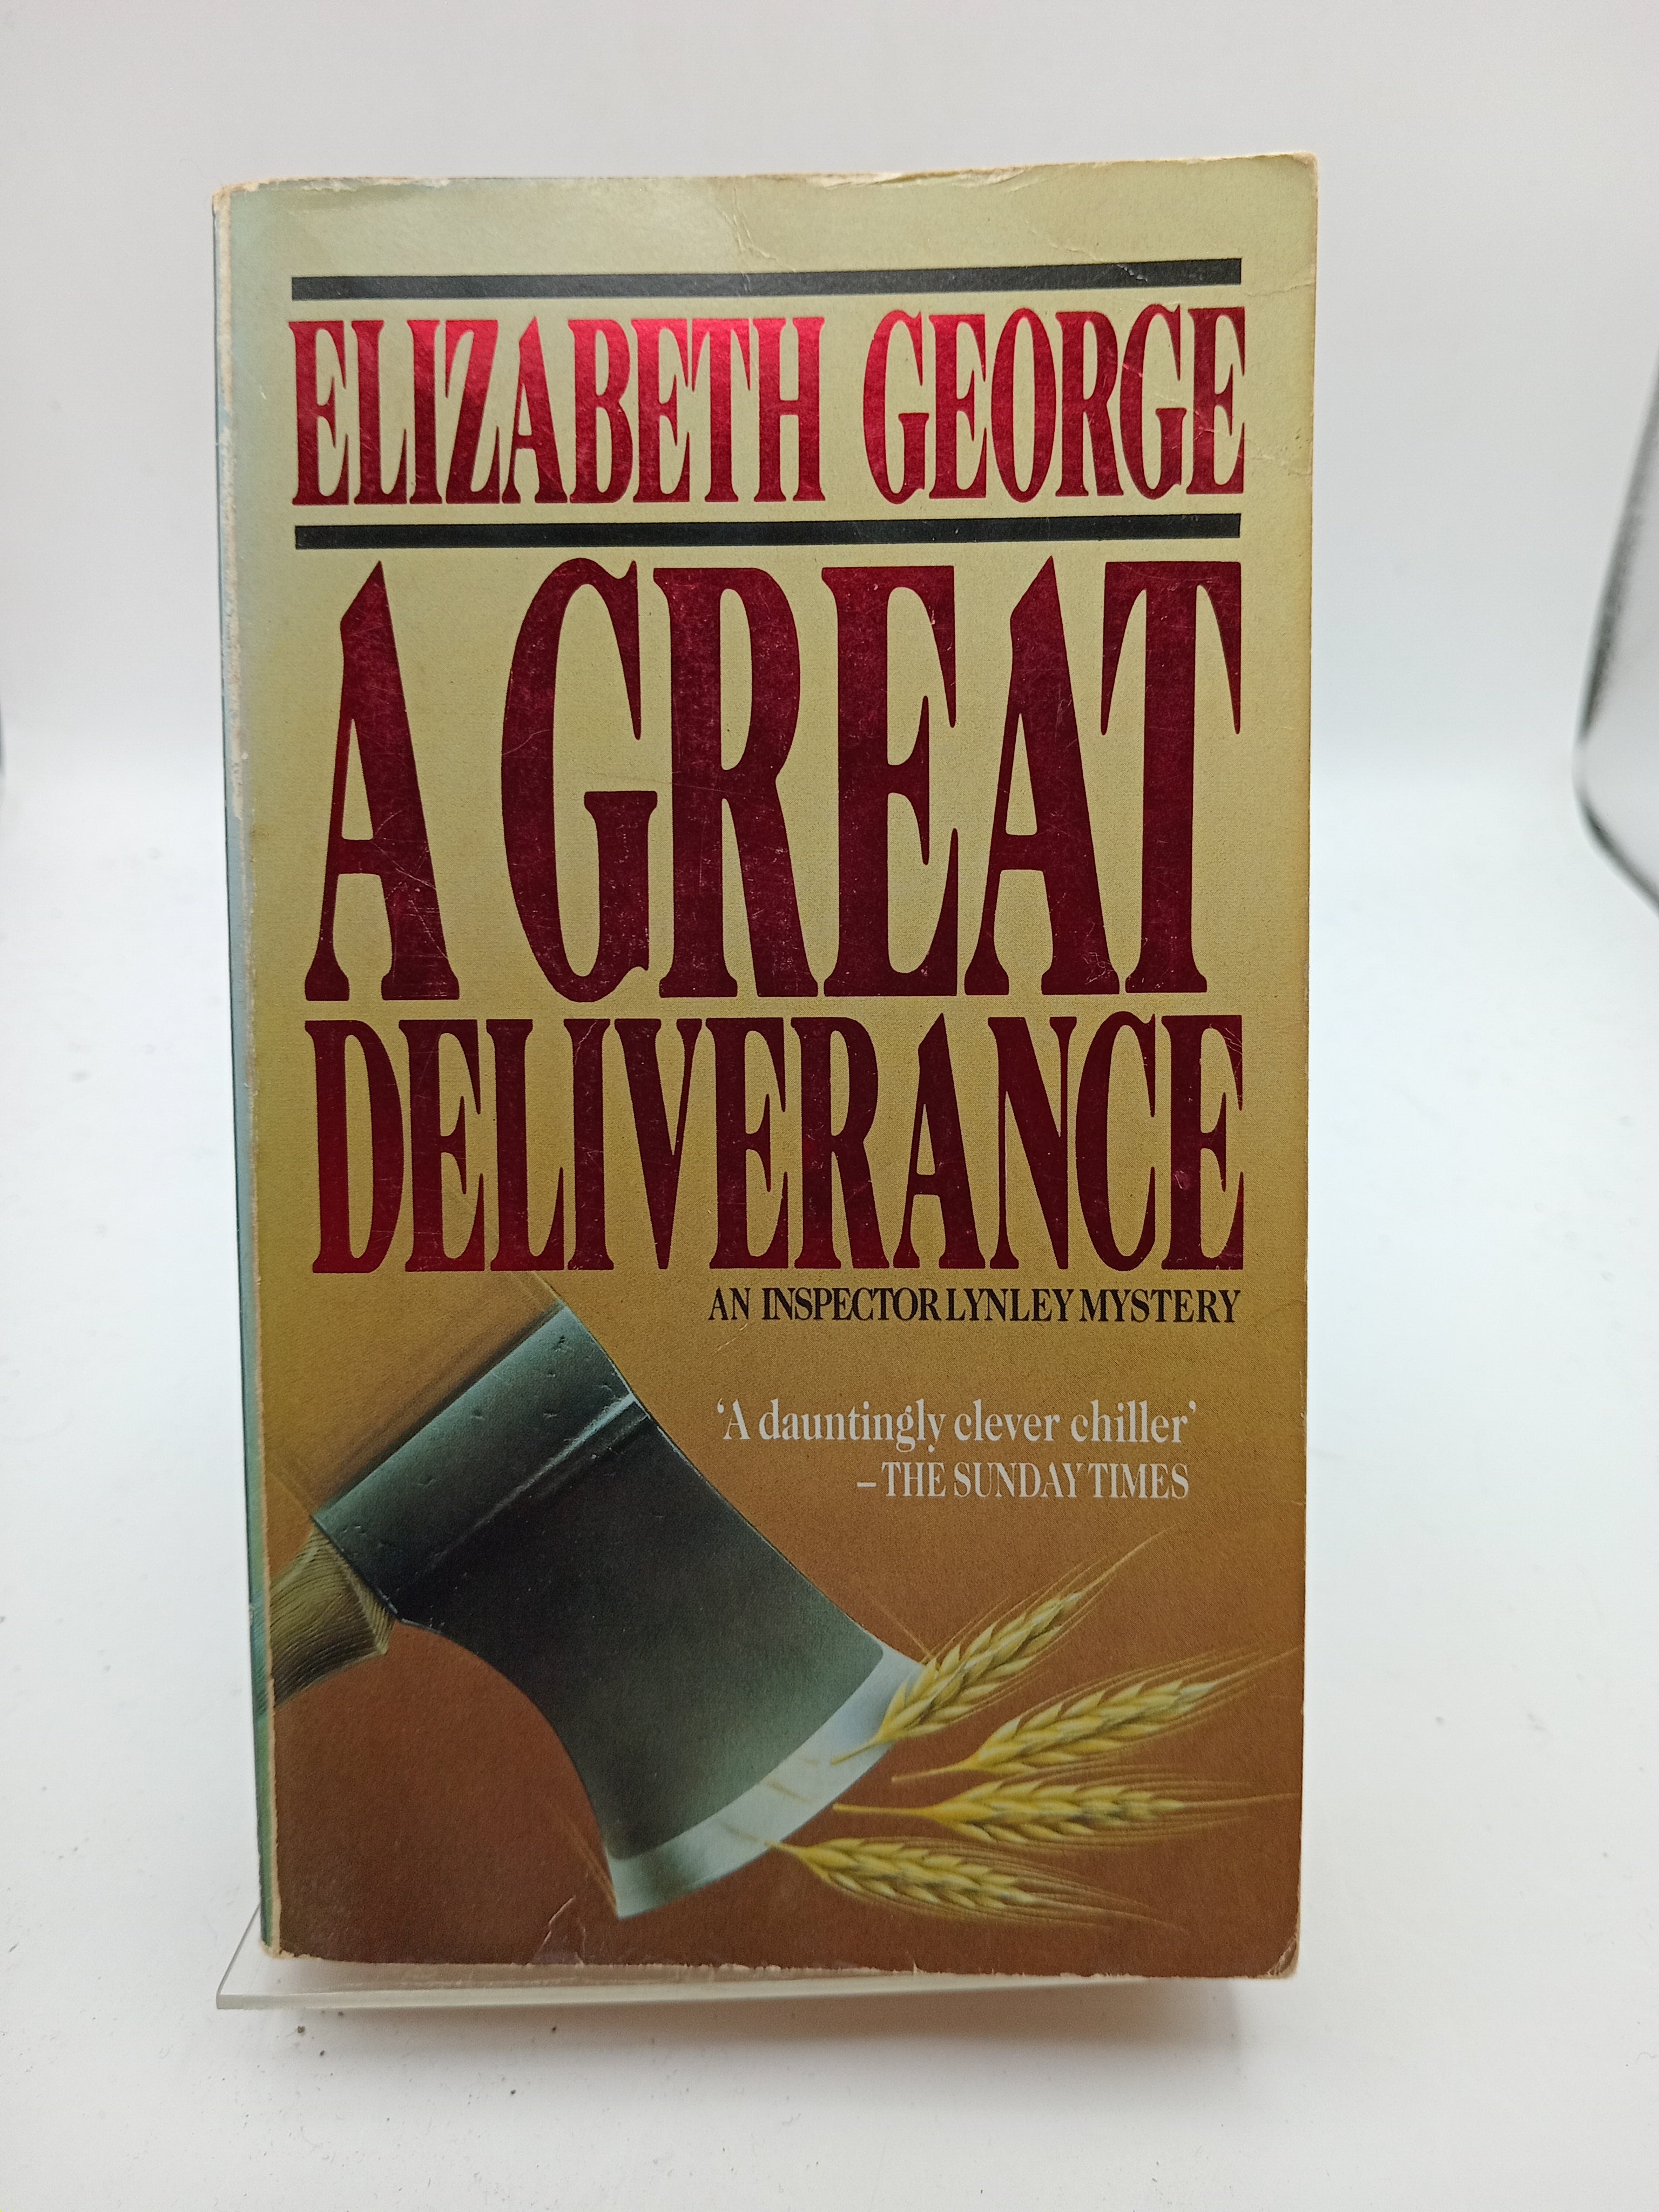 ELIZABETH GEORGE
A GREAT
DELIVERANCE
AN INSPECTOR LYNLEY MYSTERY
‘A dauntingly clever chiller’
– THE SUNDAY TIMES